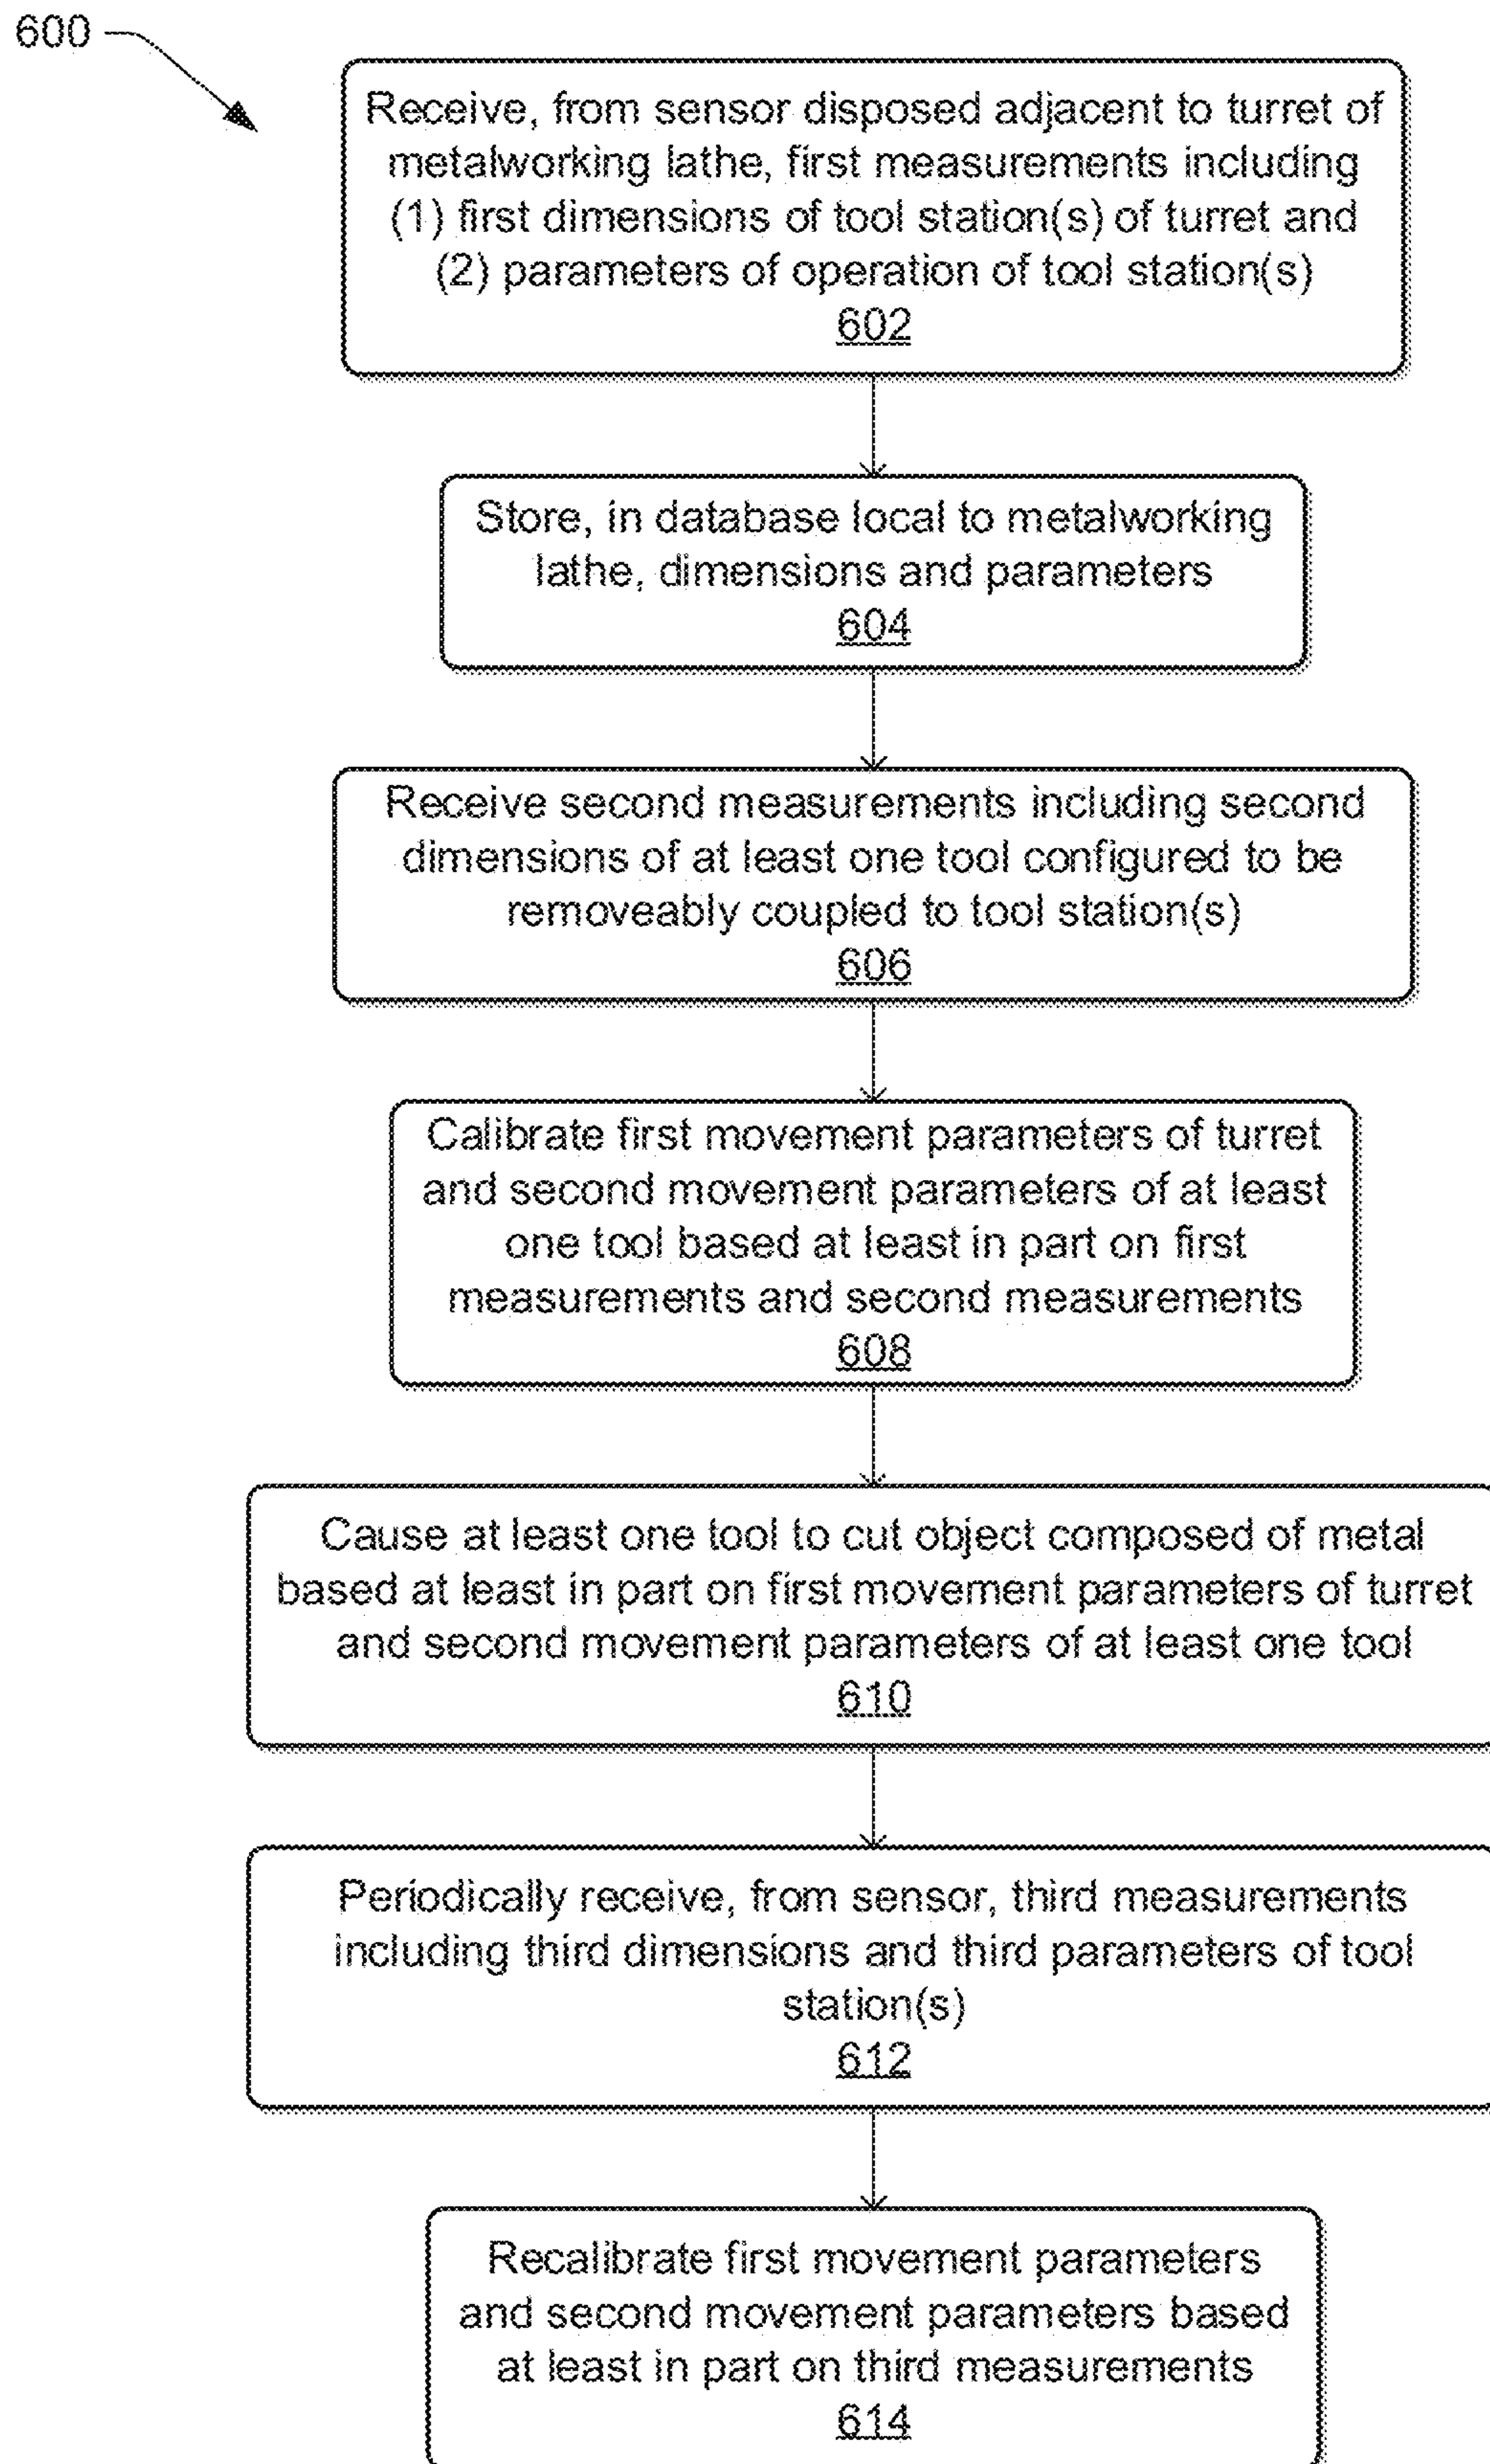 600
Receive, from sensor disposed adjacent to turret of
metalworking lathe, first measurements including
(1) first dimensions of tool station(s) of turret and
(2) parameters of operation of tool station(s)
602
Store, in database local to metalworking
lathe, dimensions and parameters
604
Receive second measurements including second
dimensions of at least one tool configured to be
removeably coupled to tool station(s)
606
Calibrate first movement parameters of turret
and second movement parameters of at least
one tool based at least in part on first
measurements and second measurements
608
Cause at least one tool to cut object composed of metal
based at least in part on first movement parameters of turret
and second movement parameters of at least one tool
610
Periodically receive, from sensor, third measurements
including third dimensions and third parameters of tool
station(s)
612
Recalibrate first movement parameters
and second movement parameters based
at least in part on third measurements
614